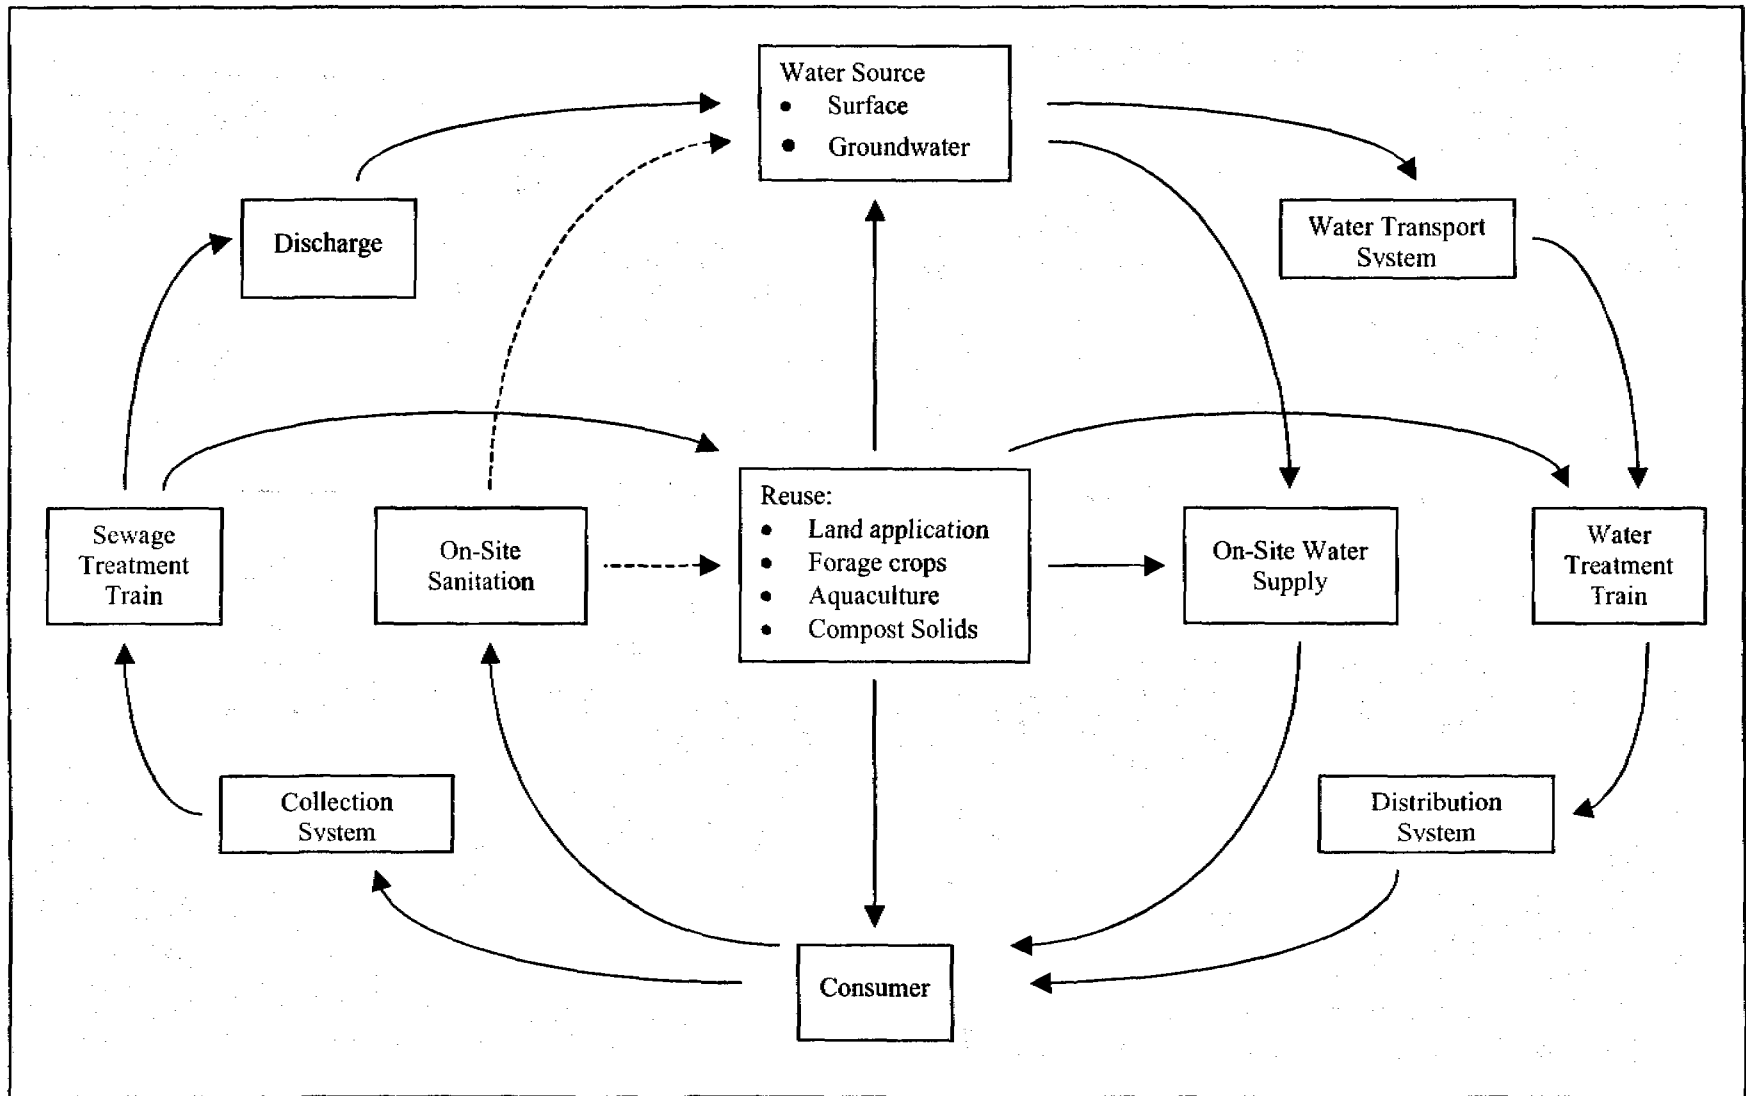 Water Source
• Surface
• Groundwater
Discharge
Water Transport
System
Sewage
Treatment
Train
On-Site
Sanitation
Reuse:
• Land application
• Forage crops
• Aquaculture
• Compost Solids
On-Site Water
Supply
Water
Treatment
Train
Collection
System
Distribution
System
Consumer